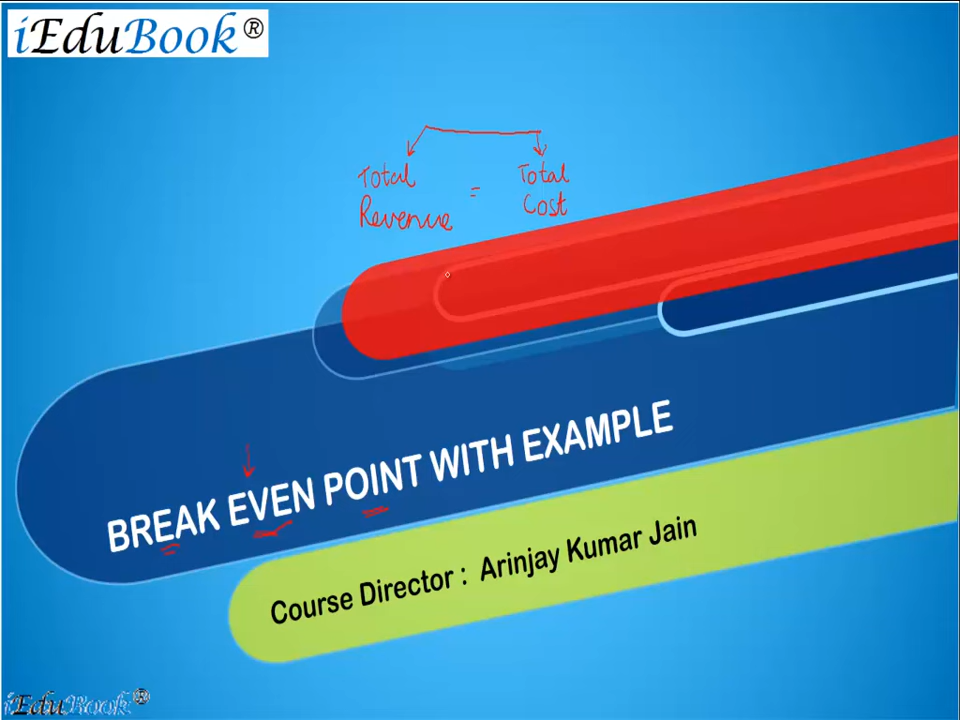 iEduBook®
Total = Total
Revenue Cost
BREAK EVEN POINT WITH EXAMPLE
Course Director : Arinjay Kumar Jain
iEduBook®